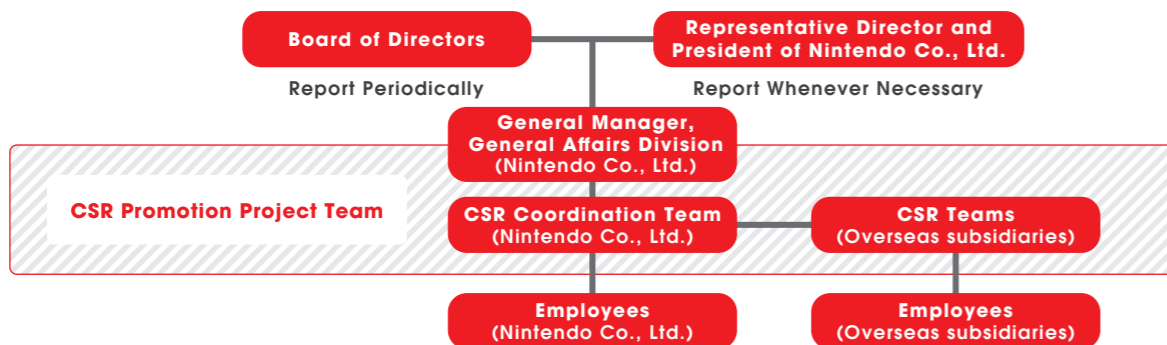 Board of Directors
Representative Director and
President of Nintendo Co., Ltd.
Report Periodically
Report Whenever Necessary
General Manager,
General Affairs Division
(Nintendo Co., Ltd.)
CSR Promotion Project Team
CSR Coordination Team
(Nintendo Co., Ltd.)
CSR Teams
(Overseas subsidiaries)
Employees
(Nintendo Co., Ltd.)
Employees
(Overseas subsidiaries)